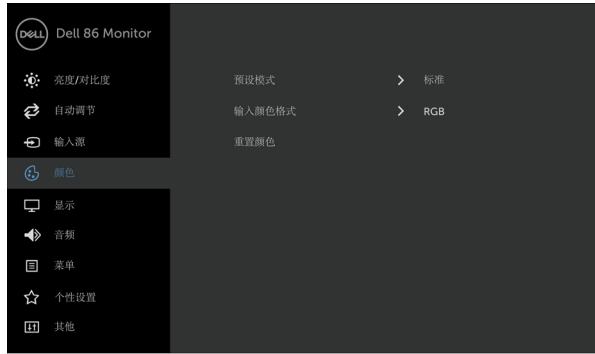 DELL Dell 86 Monitor
亮度/对比度
预设模式 标准
自动调节
输入颜色格式 RGB
输入源
重置颜色
颜色
显示
音频
菜单
个性设置
其他